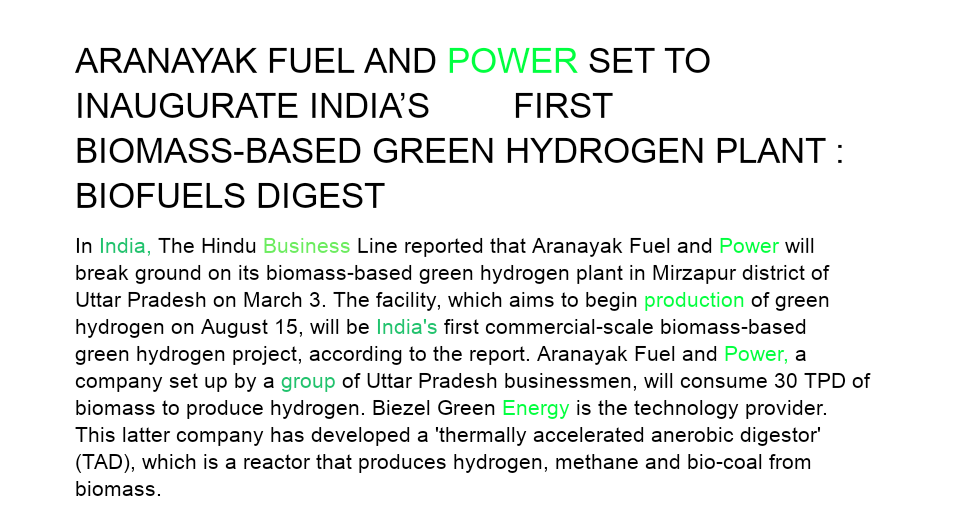 ARANAYAK FUEL AND POWER SET TO
INAUGURATE INDIA’S FIRST
BIOMASS-BASED GREEN HYDROGEN PLANT :
BIOFUELS DIGEST
In India, The Hindu Business Line reported that Aranayak Fuel and Power will
break ground on its biomass-based green hydrogen plant in Mirzapur district of
Uttar Pradesh on March 3. The facility, which aims to begin production of green
hydrogen on August 15, will be India's first commercial-scale biomass-based
green hydrogen project, according to the report. Aranayak Fuel and Power, a
company set up by a group of Uttar Pradesh businessmen, will consume 30 TPD of
biomass to produce hydrogen. Biezel Green Energy is the technology provider.
This latter company has developed a 'thermally accelerated anerobic digestor'
(TAD), which is a reactor that produces hydrogen, methane and bio-coal from
biomass.